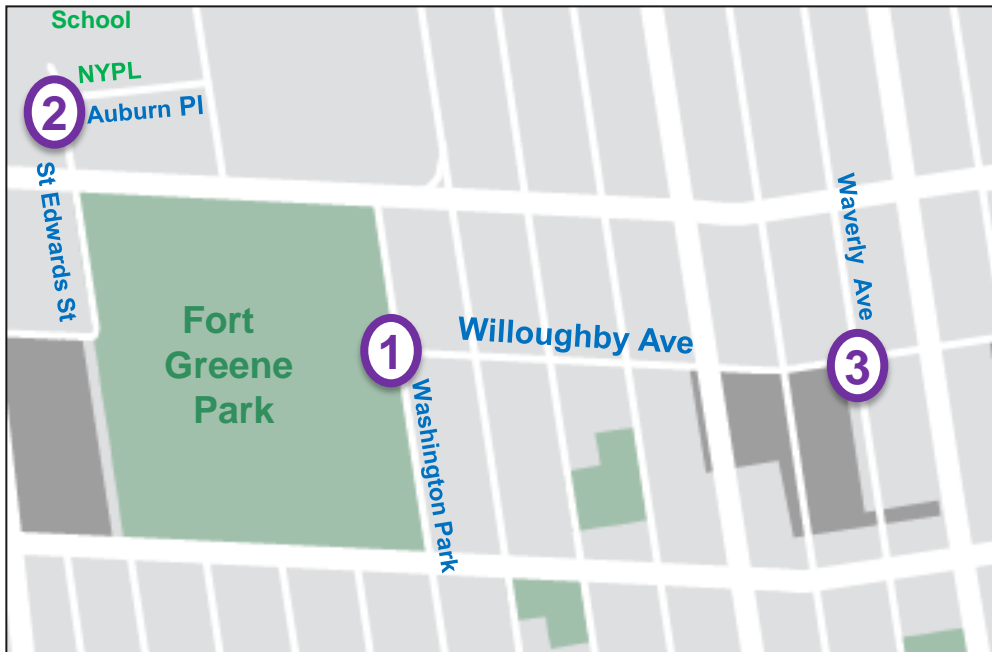 School
NYPL
2
Auburn Pl
St Edwards St
Waverly Ave
Fort
Greene
Park
1
Willoughby Ave
3
Washington Park